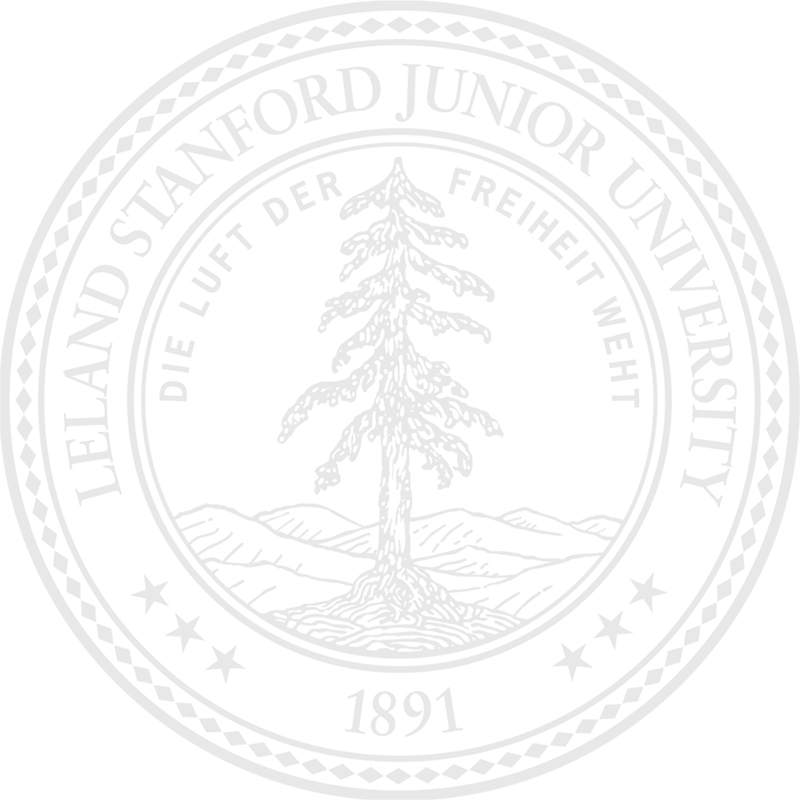 LELAND STANFORD JUNIOR UNIVERSITY
DIE LUFT DER FREIHEIT WEHT
1891